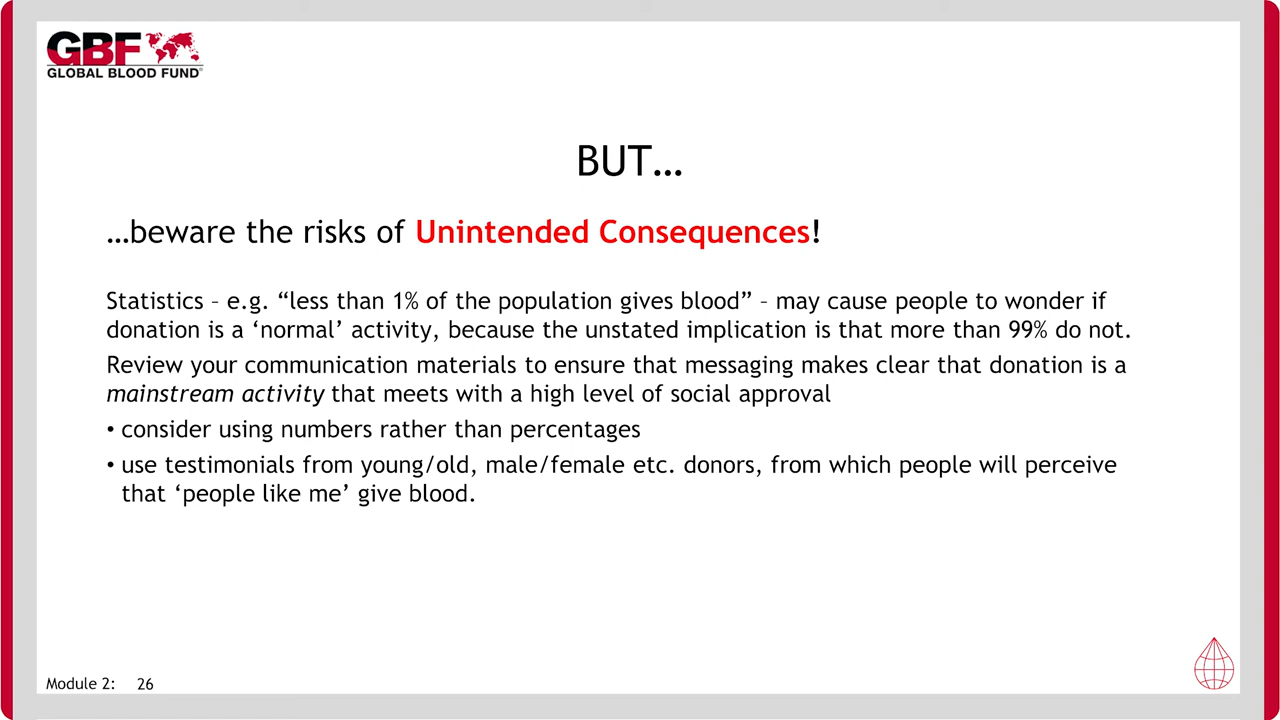 GBF
GLOBAL BLOOD FUND®
BUT…
…beware the risks of Unintended Consequences!
Statistics – e.g. “less than 1% of the population gives blood” – may cause people to wonder if
donation is a ‘normal’ activity, because the unstated implication is that more than 99% do not.
Review your communication materials to ensure that messaging makes clear that donation is a
mainstream activity that meets with a high level of social approval
• consider using numbers rather than percentages
• use testimonials from young/old, male/female etc. donors, from which people will perceive
that ‘people like me’ give blood.
Module 2: 26